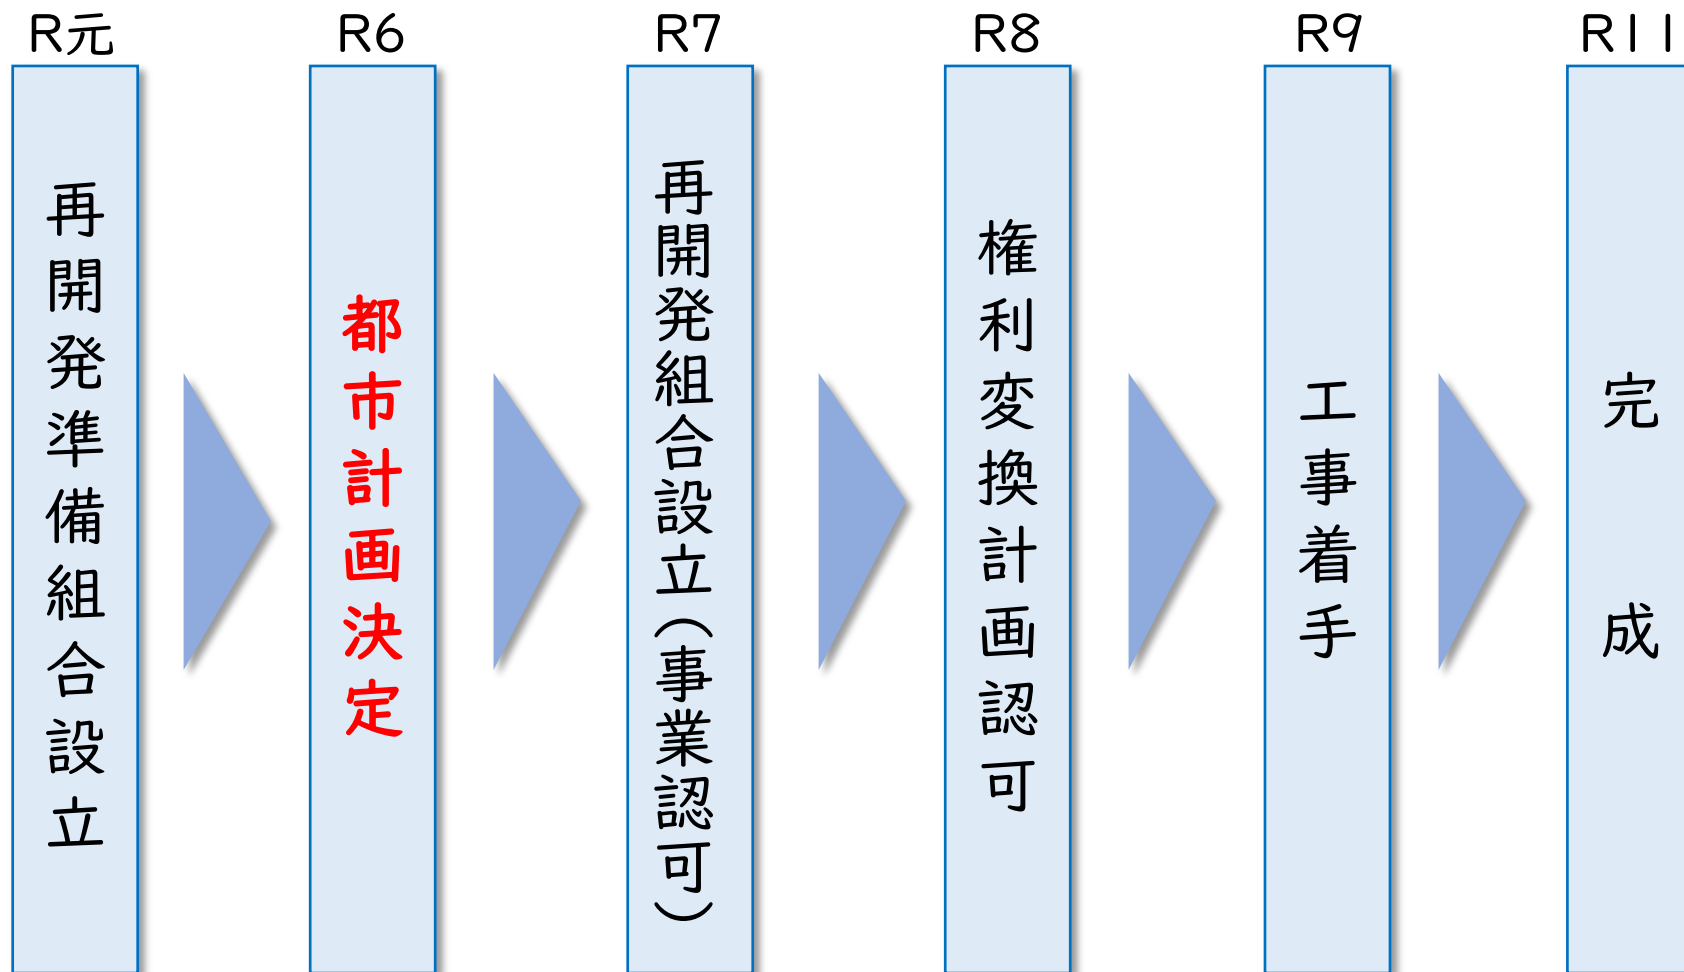 R元
再開発準備組合設立
R6
都市計画決定
R7
再開発組合設立（事業認可）
R8
権利変換計画認可
R9
工事着手
R11
完成